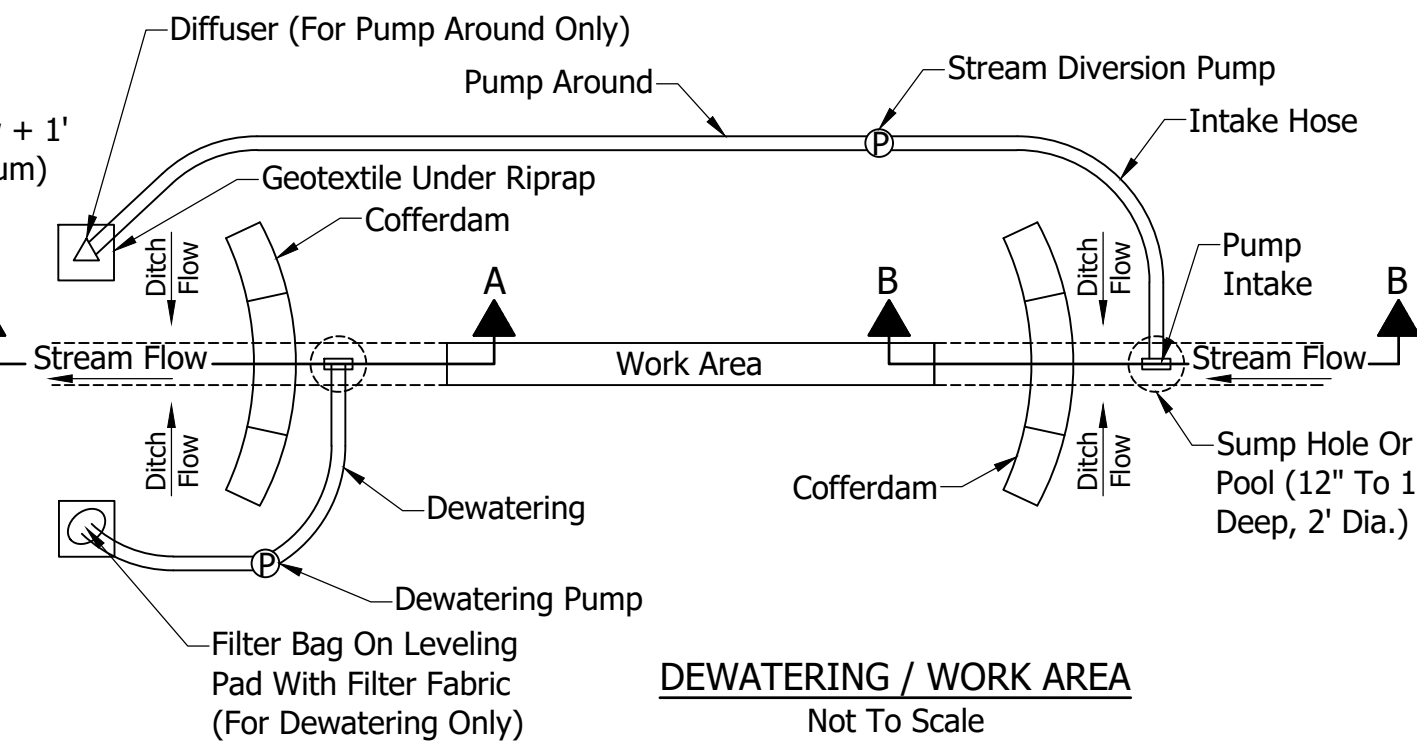 Diffuser (For Pump Around Only)
Pump Around
Stream Diversion Pump
+ 1'
Intake Hose
Geotextile Under Riprap
Cofferdam
Ditch
Flow
Ditch
Flow
Pump
Intake
A
B
B
Stream Flow
Work Area
Stream Flow
Ditch
Flow
Ditch
Flow
Sump Hole Or
Pool (12" To 1
Deep, 2' Dia.)
Cofferdam
Dewatering
P
P
Dewatering Pump
Filter Bag On Leveling
Pad With Filter Fabric
(For Dewatering Only)
DEWATERING / WORK AREA
Not To Scale